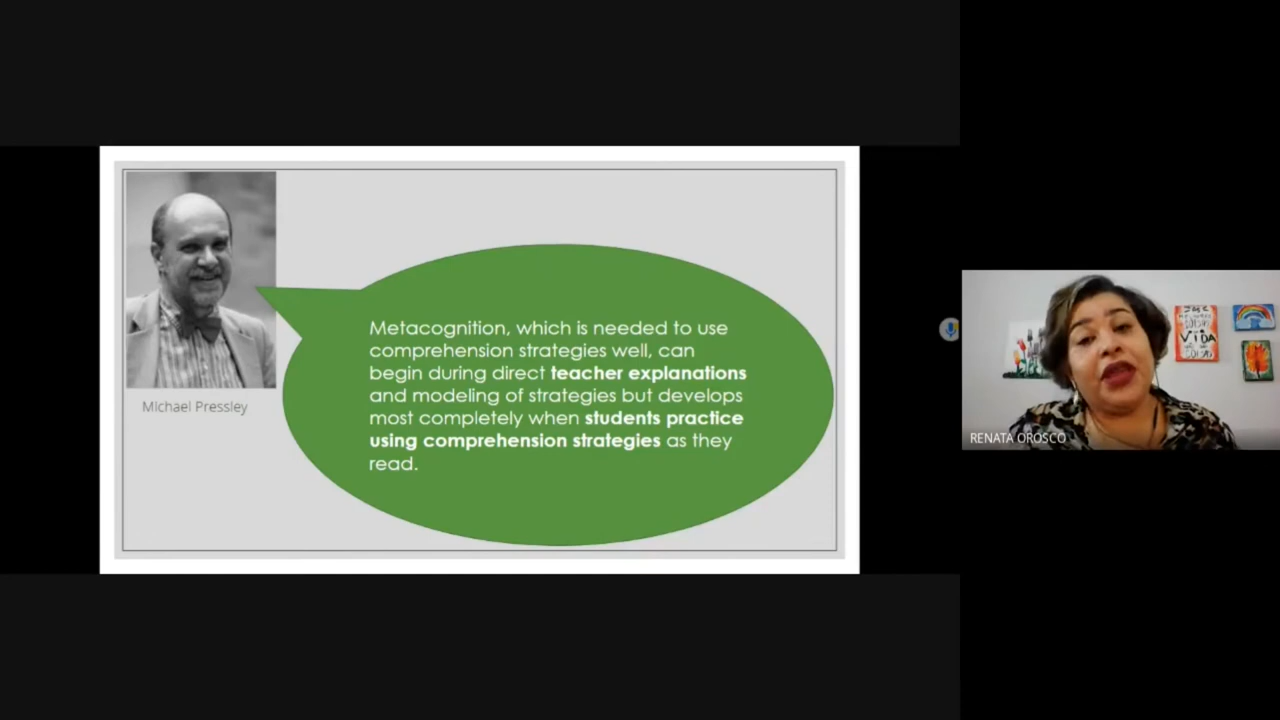 Metacognition, which is needed to use
comprehension strategies well, can
begin during direct teacher explanations
and modeling of strategies but develops
most completely when students practice
using comprehension strategies as they
read.
Michael Pressley
VIDA
RENATA OROSCO